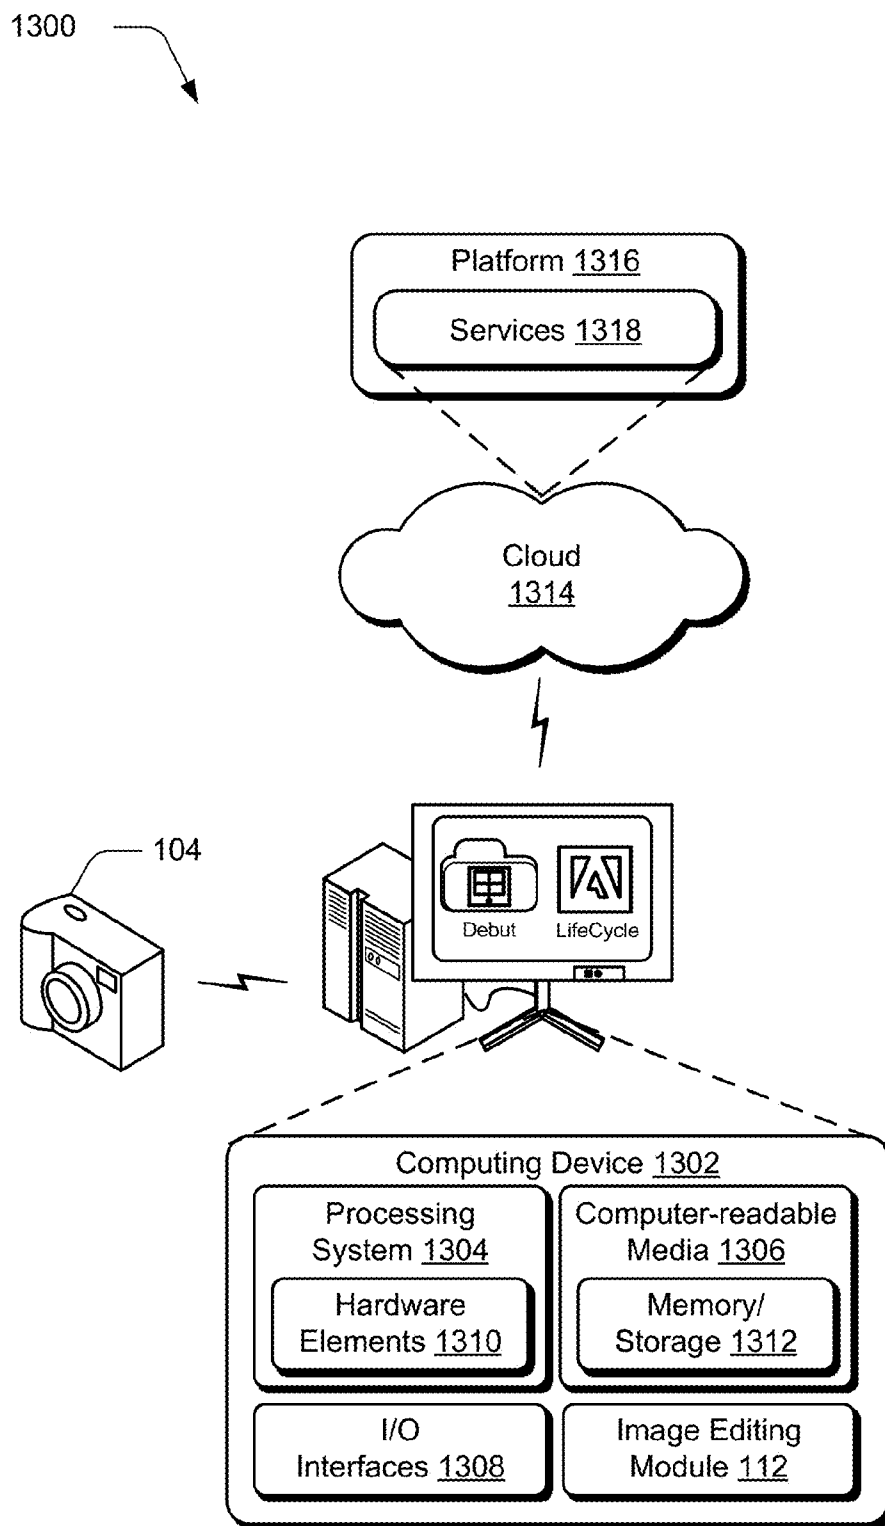 1300
Platform 1316
Services 1318
Cloud
1314
104
Debut
LifeCycle
Computing Device 1302
Processing
System 1304
Hardware
Elements 1310
Computer-readable
Media 1306
Memory/
Storage 1312
I/O
Interfaces 1308
Image Editing
Module 112